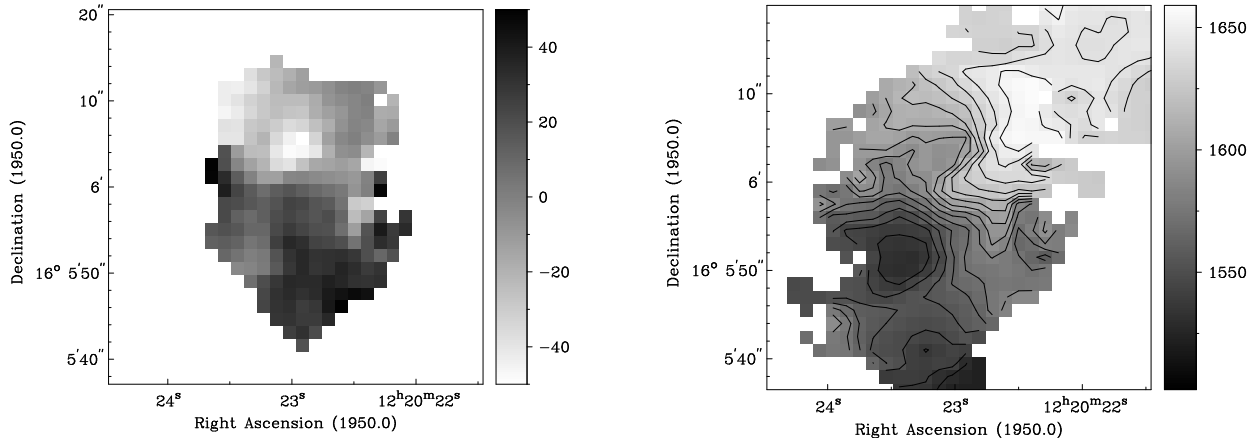 20"
10"
6'
16° 5' 50"
5' 40"
Declination (1950.0)
24s
23s
12h20m22s
Right Ascension (1950.0)
40
20
0
−20
−40
10"
6'
16° 5' 50"
5' 40"
Declination (1950.0)
24s
23s
12h20m22s
Right Ascension (1950.0)
1650
1600
1550